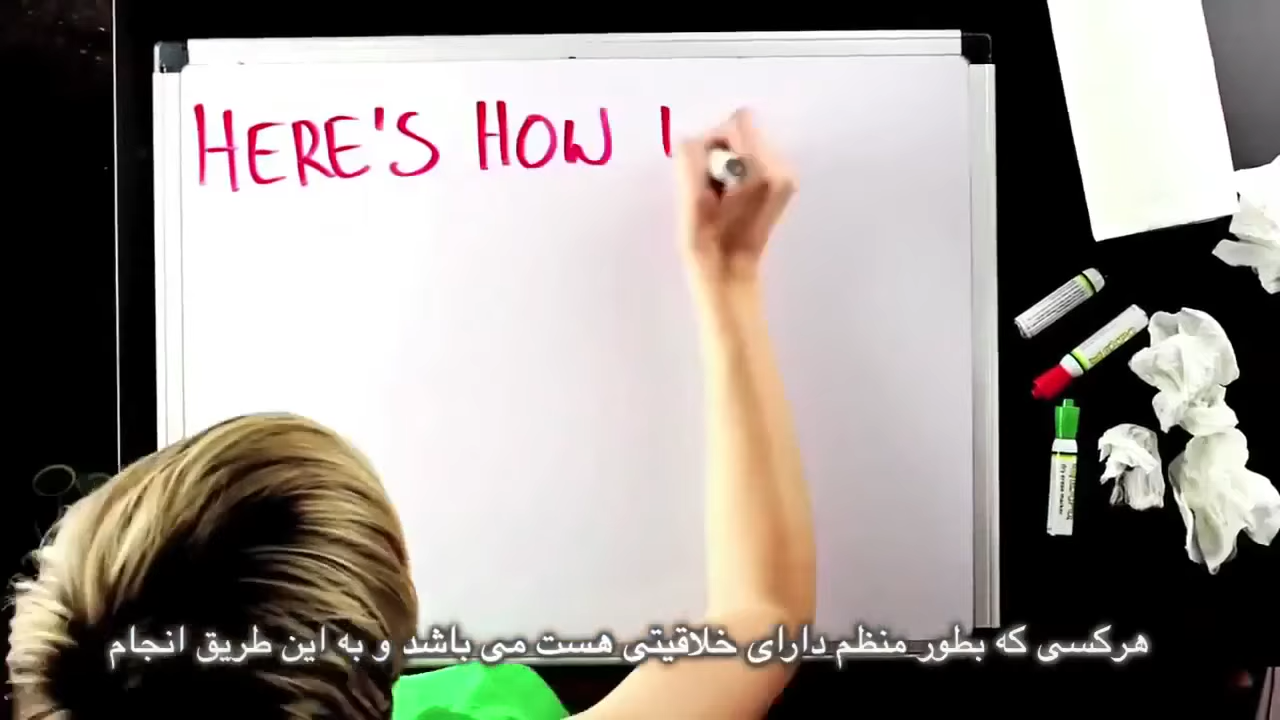 HERE'S HOW I
هرکسی که بطور منظم دارای خلاقیتی هست می باشد و به این طریق انجام